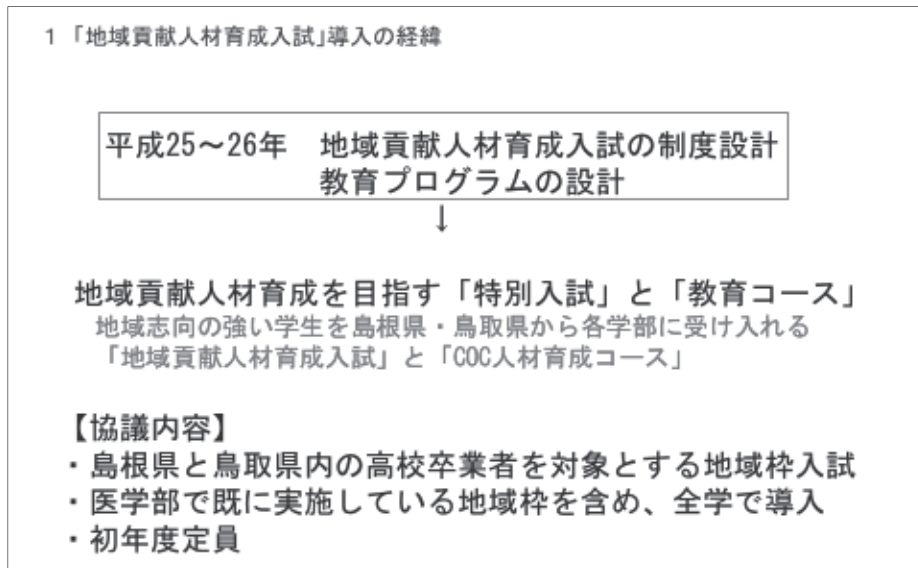 1 「地域貢献人材育成入試」導入の経緯
平成25～26年　地域貢献人材育成入試の制度設計
教育プログラムの設計
↓
地域貢献人材育成を目指す「特別入試」と「教育コース」
地域志向の強い学生を島根県・鳥取県から各学部に受け入れる
「地域貢献人材育成入試」と「COC人材育成コース」
【協議内容】
・島根県と鳥取県内の高校卒業者を対象とする地域枠入試
・医学部で既に実施している地域枠を含め、全学で導入
・初年度定員